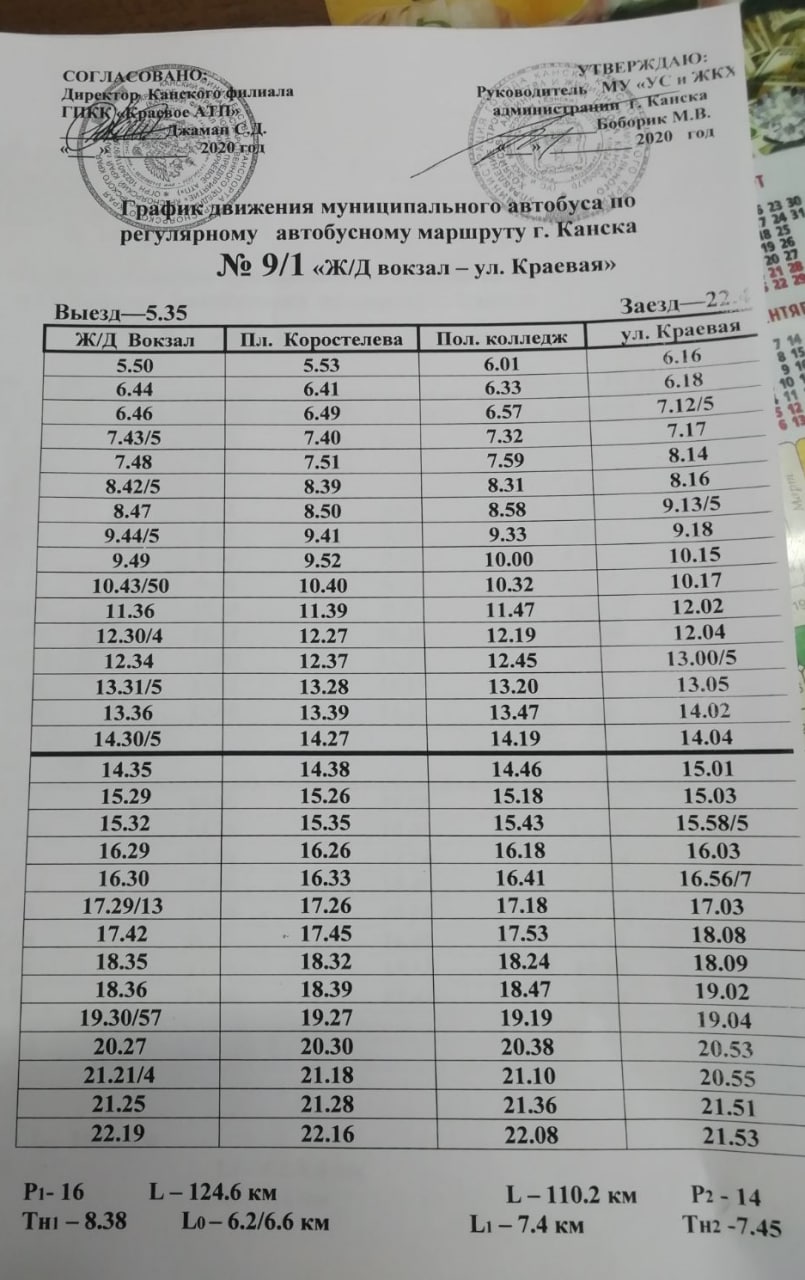 СОГЛАСОВАНО:
Директор Канского филиала
ГПКК «Краевое АТП»
Джаман С.Д.
«__» 2020 год
УТВЕРЖДАЮ:
Руководитель МУ «УС и ЖКХ
администрации г. Канска
Боборик М.В.
«__» 2020 год
График движения муниципального автобуса по
регулярному автобусному маршруту г. Канска
№ 9/1 «Ж/Д вокзал – ул. Краевая»
Выезд—5.35 Заезд—22.
Ж/Д Вокзал Пл. Коростелева Пол. колледж ул. Краевая
5.50 5.53 6.01 6.16
6.44 6.41 6.33 6.18
6.46 6.49 6.57 7.12/5
7.43/5 7.40 7.32 7.17
7.48 7.51 7.59 8.14
8.42/5 8.39 8.31 8.16
8.47 8.50 8.58 9.13/5
9.44/5 9.41 9.33 9.18
9.49 9.52 10.00 10.15
10.43/50 10.40 10.32 10.17
11.36 11.39 11.47 12.02
12.30/4 12.27 12.19 12.04
12.34 12.37 12.45 13.00/5
13.31/5 13.28 13.20 13.05
13.36 13.39 13.47 14.02
14.30/5 14.27 14.19 14.04
14.35 14.38 14.46 15.01
15.29 15.26 15.18 15.03
15.32 15.35 15.43 15.58/5
16.29 16.26 16.18 16.03
16.30 16.33 16.41 16.56/7
17.29/13 17.26 17.18 17.03
17.42 17.45 17.53 18.08
18.35 18.32 18.24 18.09
18.36 18.39 18.47 19.02
19.30/57 19.27 19.19 19.04
20.27 20.30 20.38 20.53
21.21/4 21.18 21.10 20.55
21.25 21.28 21.36 21.51
22.19 22.16 22.08 21.53
Р1- 16 L – 124.6 км L – 110.2 км Р2 - 14
Тн1 – 8.38 L0 – 6.2/6.6 км L1 – 7.4 км Тн2 -7.45